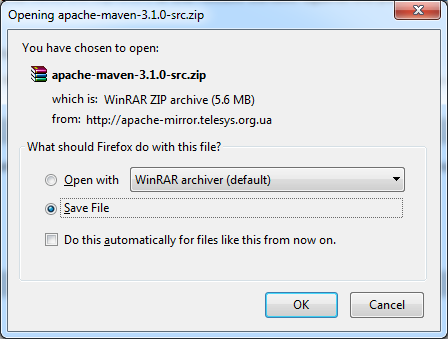 Opening apache-maven-3.1.0-src.zip
You have chosen to open:
apache-maven-3.1.0-src.zip
which is: WinRAR ZIP archive (5.6 MB)
from: http://apache-mirror.telesys.org.ua
What should Firefox do with this file?
Open with WinRAR archiver (default)
Save File
Do this automatically for files like this from now on.
OK Cancel